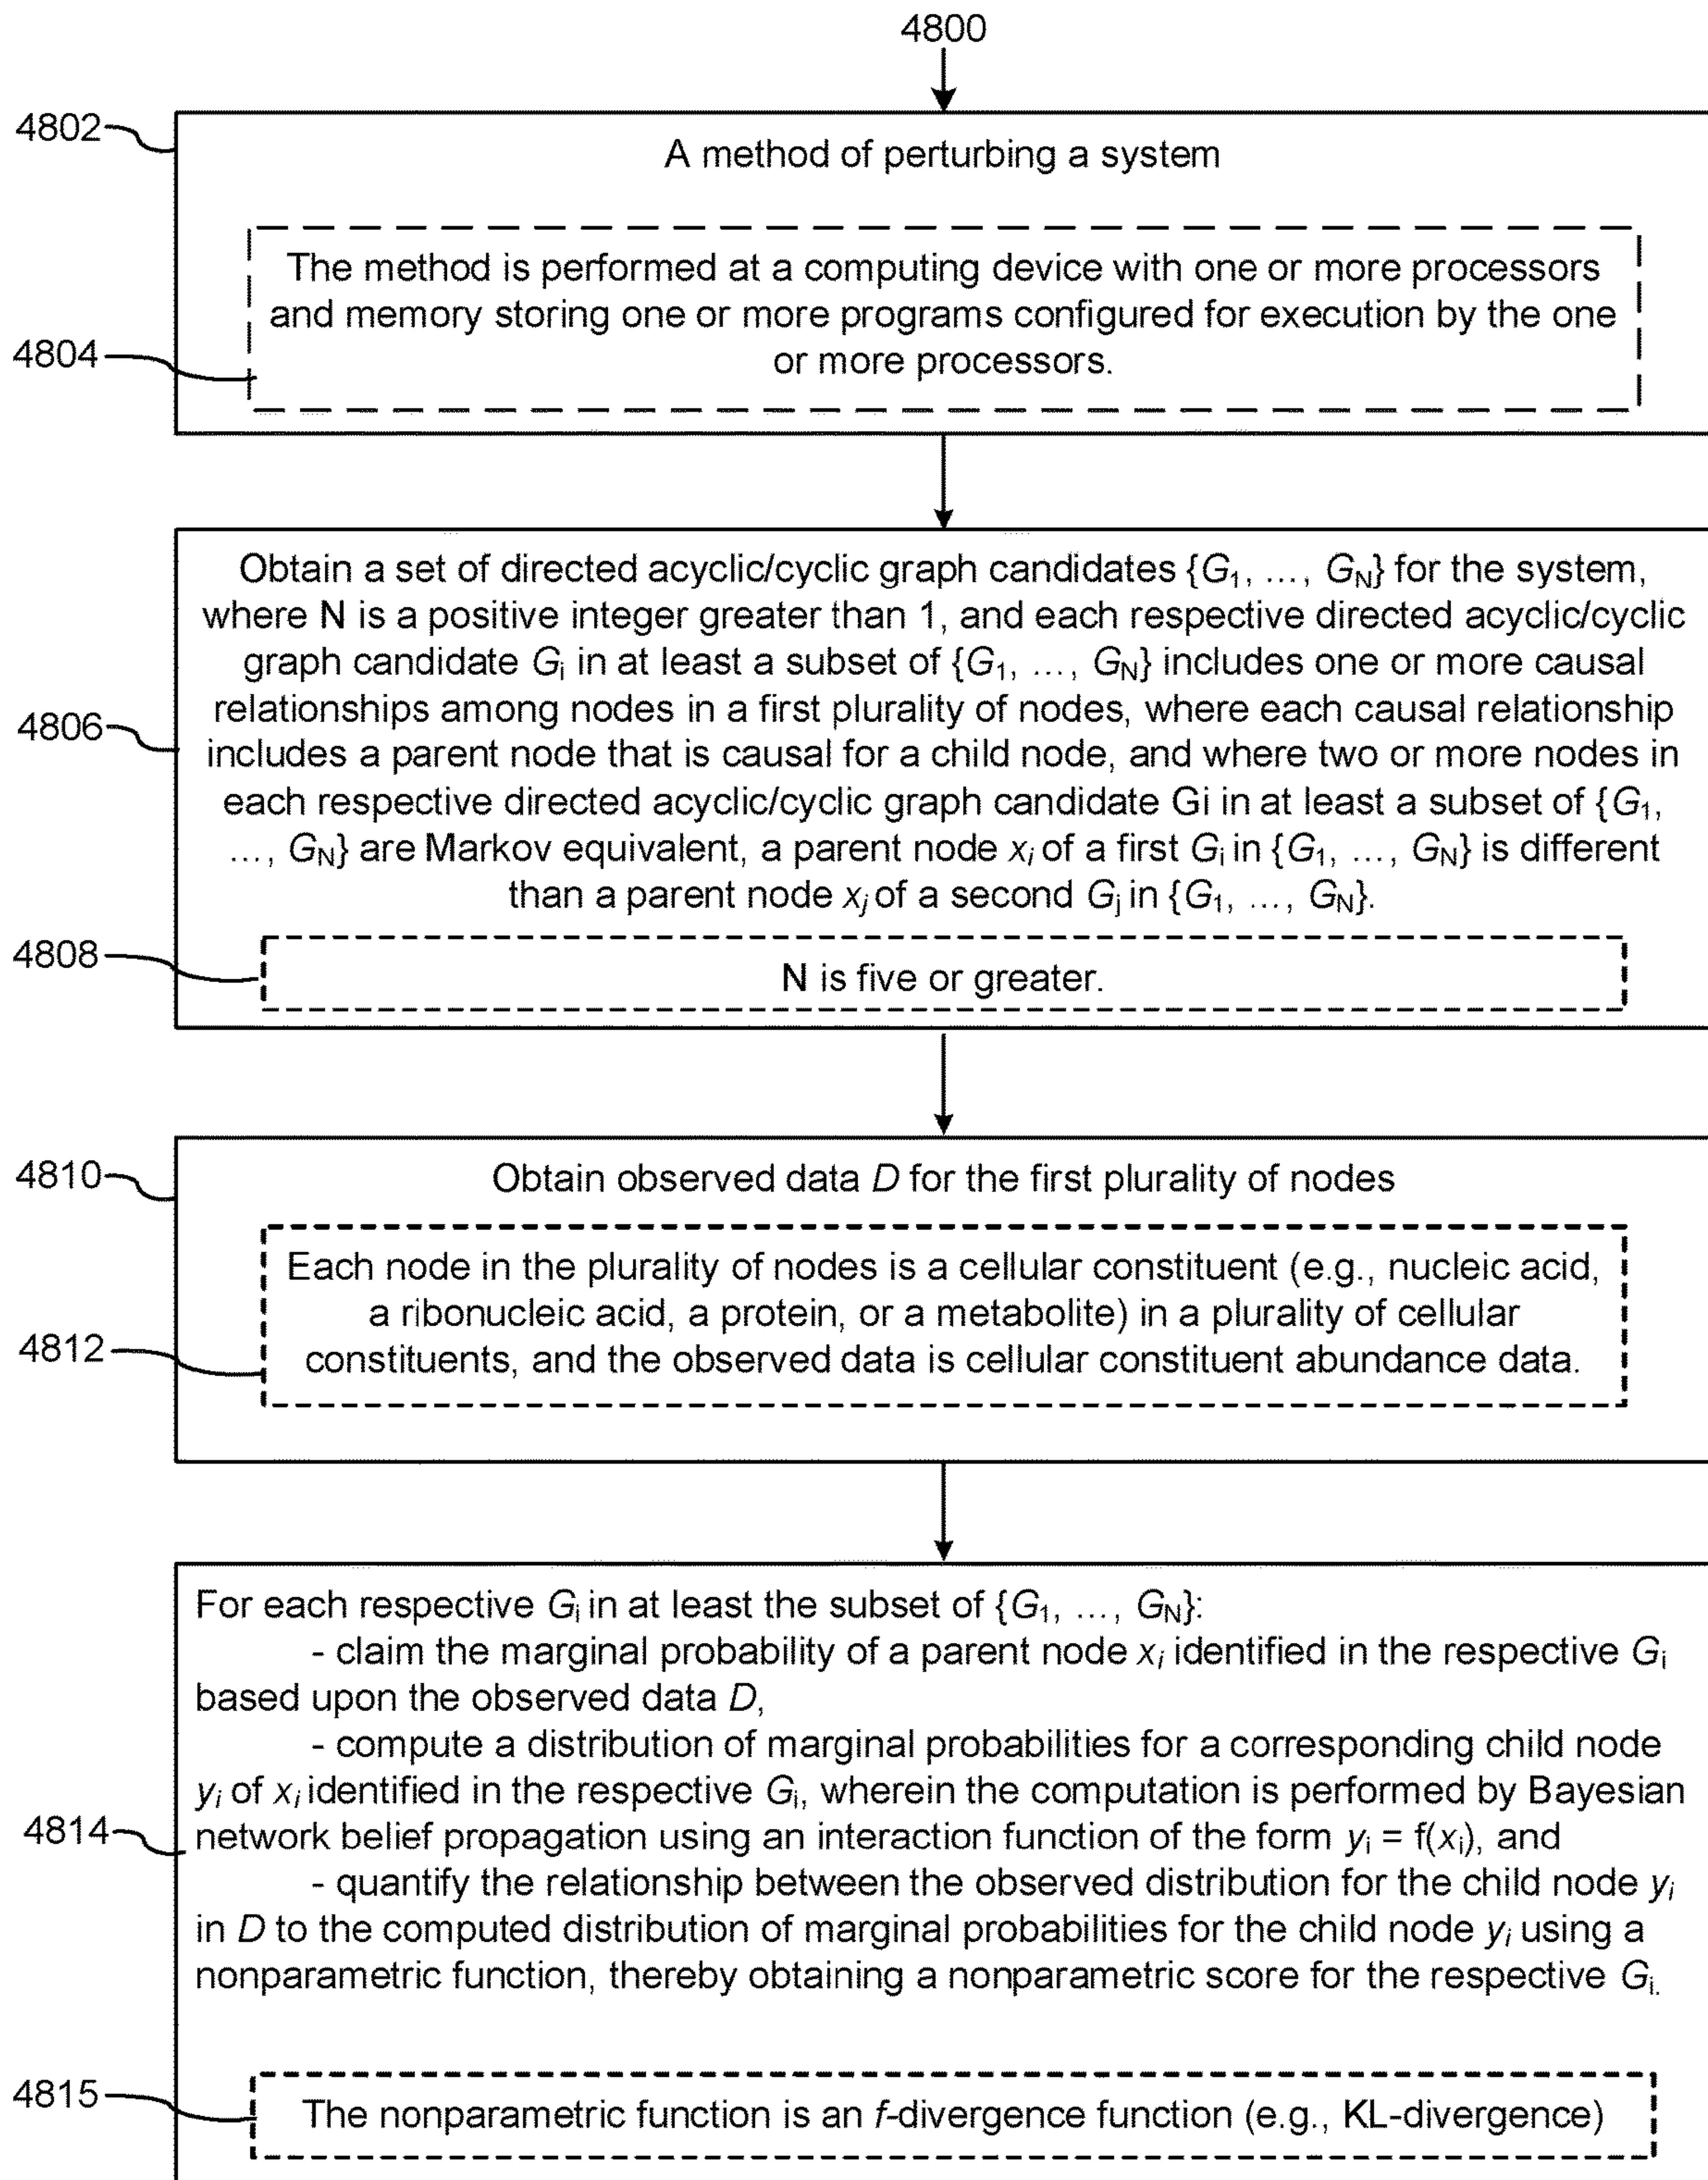 4800
4802
A method of perturbing a system
The method is performed at a computing device with one or more processors
and memory storing one or more programs configured for execution by the one
4804
or more processors.
Obtain a set of directed acyclic/cyclic graph candidates {G1, …, GN} for the system,
where N is a positive integer greater than 1, and each respective directed acyclic/cyclic
graph candidate Gi in at least a subset of {G1, …, GN} includes one or more causal
relationships among nodes in a first plurality of nodes, where each causal relationship
4806
includes a parent node that is causal for a child node, and where two or more nodes in
each respective directed acyclic/cyclic graph candidate Gi in at least a subset of {G1,
…, GN} are Markov equivalent, a parent node xi of a first Gi in {G1, …, GN} is different
than a parent node xj of a second Gj in {G1, …, GN}.
4808
N is five or greater.
4810
Obtain observed data D for the first plurality of nodes
Each node in the plurality of nodes is a cellular constituent (e.g., nucleic acid,
a ribonucleic acid, a protein, or a metabolite) in a plurality of cellular
4812
constituents, and the observed data is cellular constituent abundance data.
For each respective Gi in at least the subset of {G1, …, GN}:
- claim the marginal probability of a parent node xi identified in the respective Gi
based upon the observed data D,
- compute a distribution of marginal probabilities for a corresponding child node
yi of xi identified in the respective Gi, wherein the computation is performed by Bayesian
4814
network belief propagation using an interaction function of the form yi = f(xi), and
- quantify the relationship between the observed distribution for the child node yi
in D to the computed distribution of marginal probabilities for the child node yi using a
nonparametric function, thereby obtaining a nonparametric score for the respective Gi.
4815
The nonparametric function is an f-divergence function (e.g., KL-divergence)